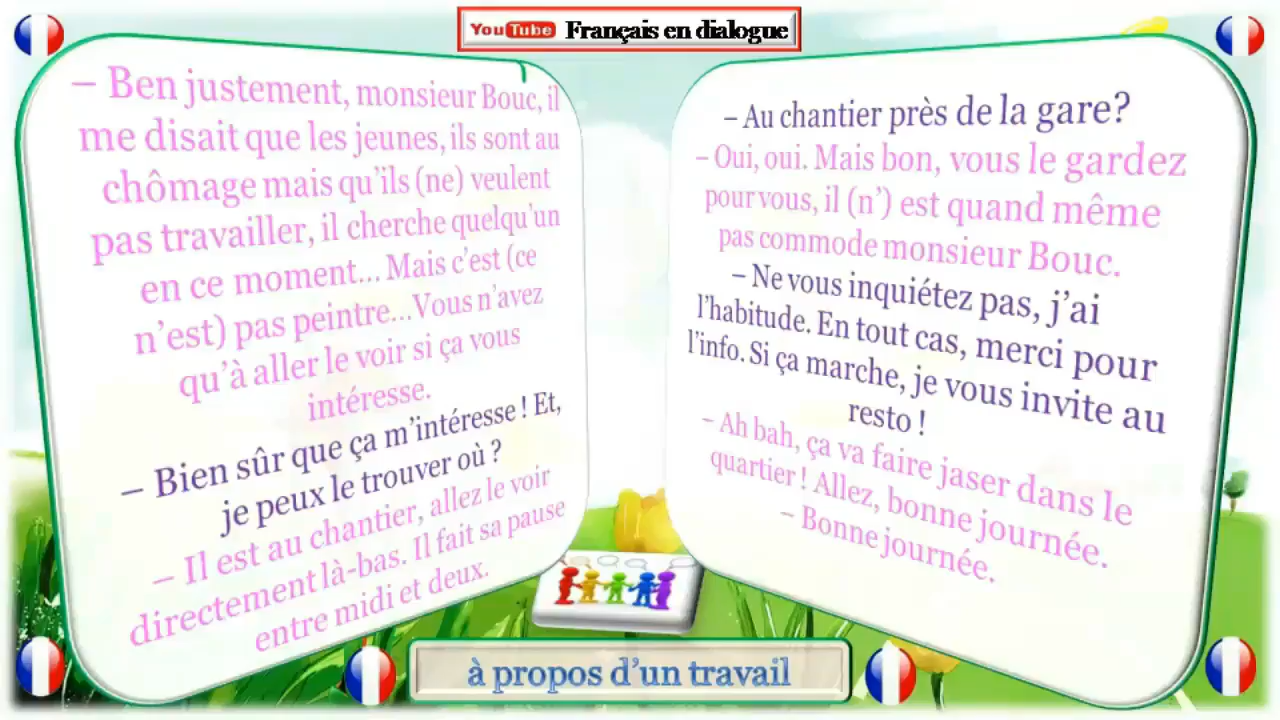 YouTube Français en dialogue
– Ben justement, monsieur Bouc, il
me disait que les jeunes, ils sont au
chômage mais qu'ils (ne) veulent
pas travailler, il cherche quelqu'un
en ce moment... Mais c'est (ce
n'est) pas peintre...Vous n'avez
qu'à aller le voir si ça vous
intéresse.
– Bien sûr que ça m'intéresse ! Et,
je peux le trouver où ?
– Il est au chantier, allez le voir
directement là-bas. Il fait sa pause
entre midi et deux.
– Au chantier près de la gare?
– Oui, oui. Mais bon, vous le gardez
pour vous, il (n') est quand même
pas commode monsieur Bouc.
– Ne vous inquiétez pas, j'ai
l'habitude. En tout cas, merci pour
l'info. Si ça marche, je vous invite au
resto !
– Ah bah, ça va faire jaser dans le
quartier ! Allez, bonne journée.
– Bonne journée.
à propos d'un travail